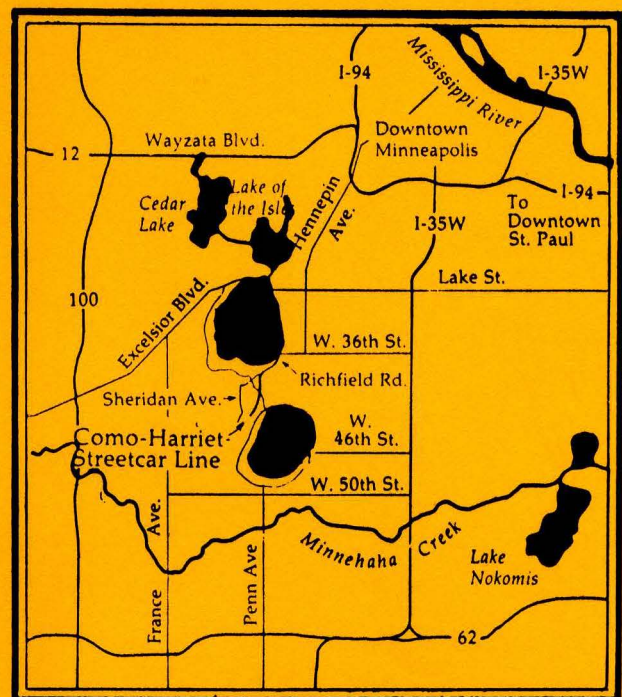 I-94
Mississippi River
I-35W
Wayzata Blvd.
12
Downtown
Minneapolis
Cedar
Lake
Lake of
the Isle
Hennepin
Ave.
I-94
I-35W
To
Downtown
St. Paul
100
Excelsior Blvd.
Lake St.
W. 36th St.
Richfield Rd.
Sheridan Ave.
Como-Harriet
Streetcar Line
W.
46th St.
W. 50th St.
France
Ave.
Penn Ave
Minnehaha
Creek
Lake
Nokomis
62